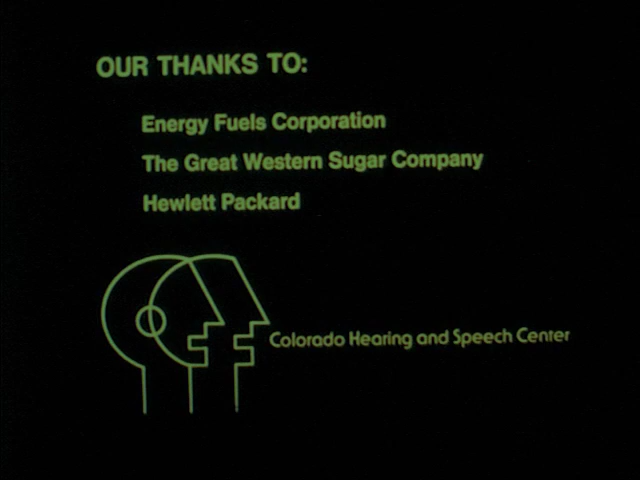 OUR THANKS TO:
Energy Fuels Corporation
The Great Western Sugar Company
Hewlett Packard
Colorado Hearing and Speech Center